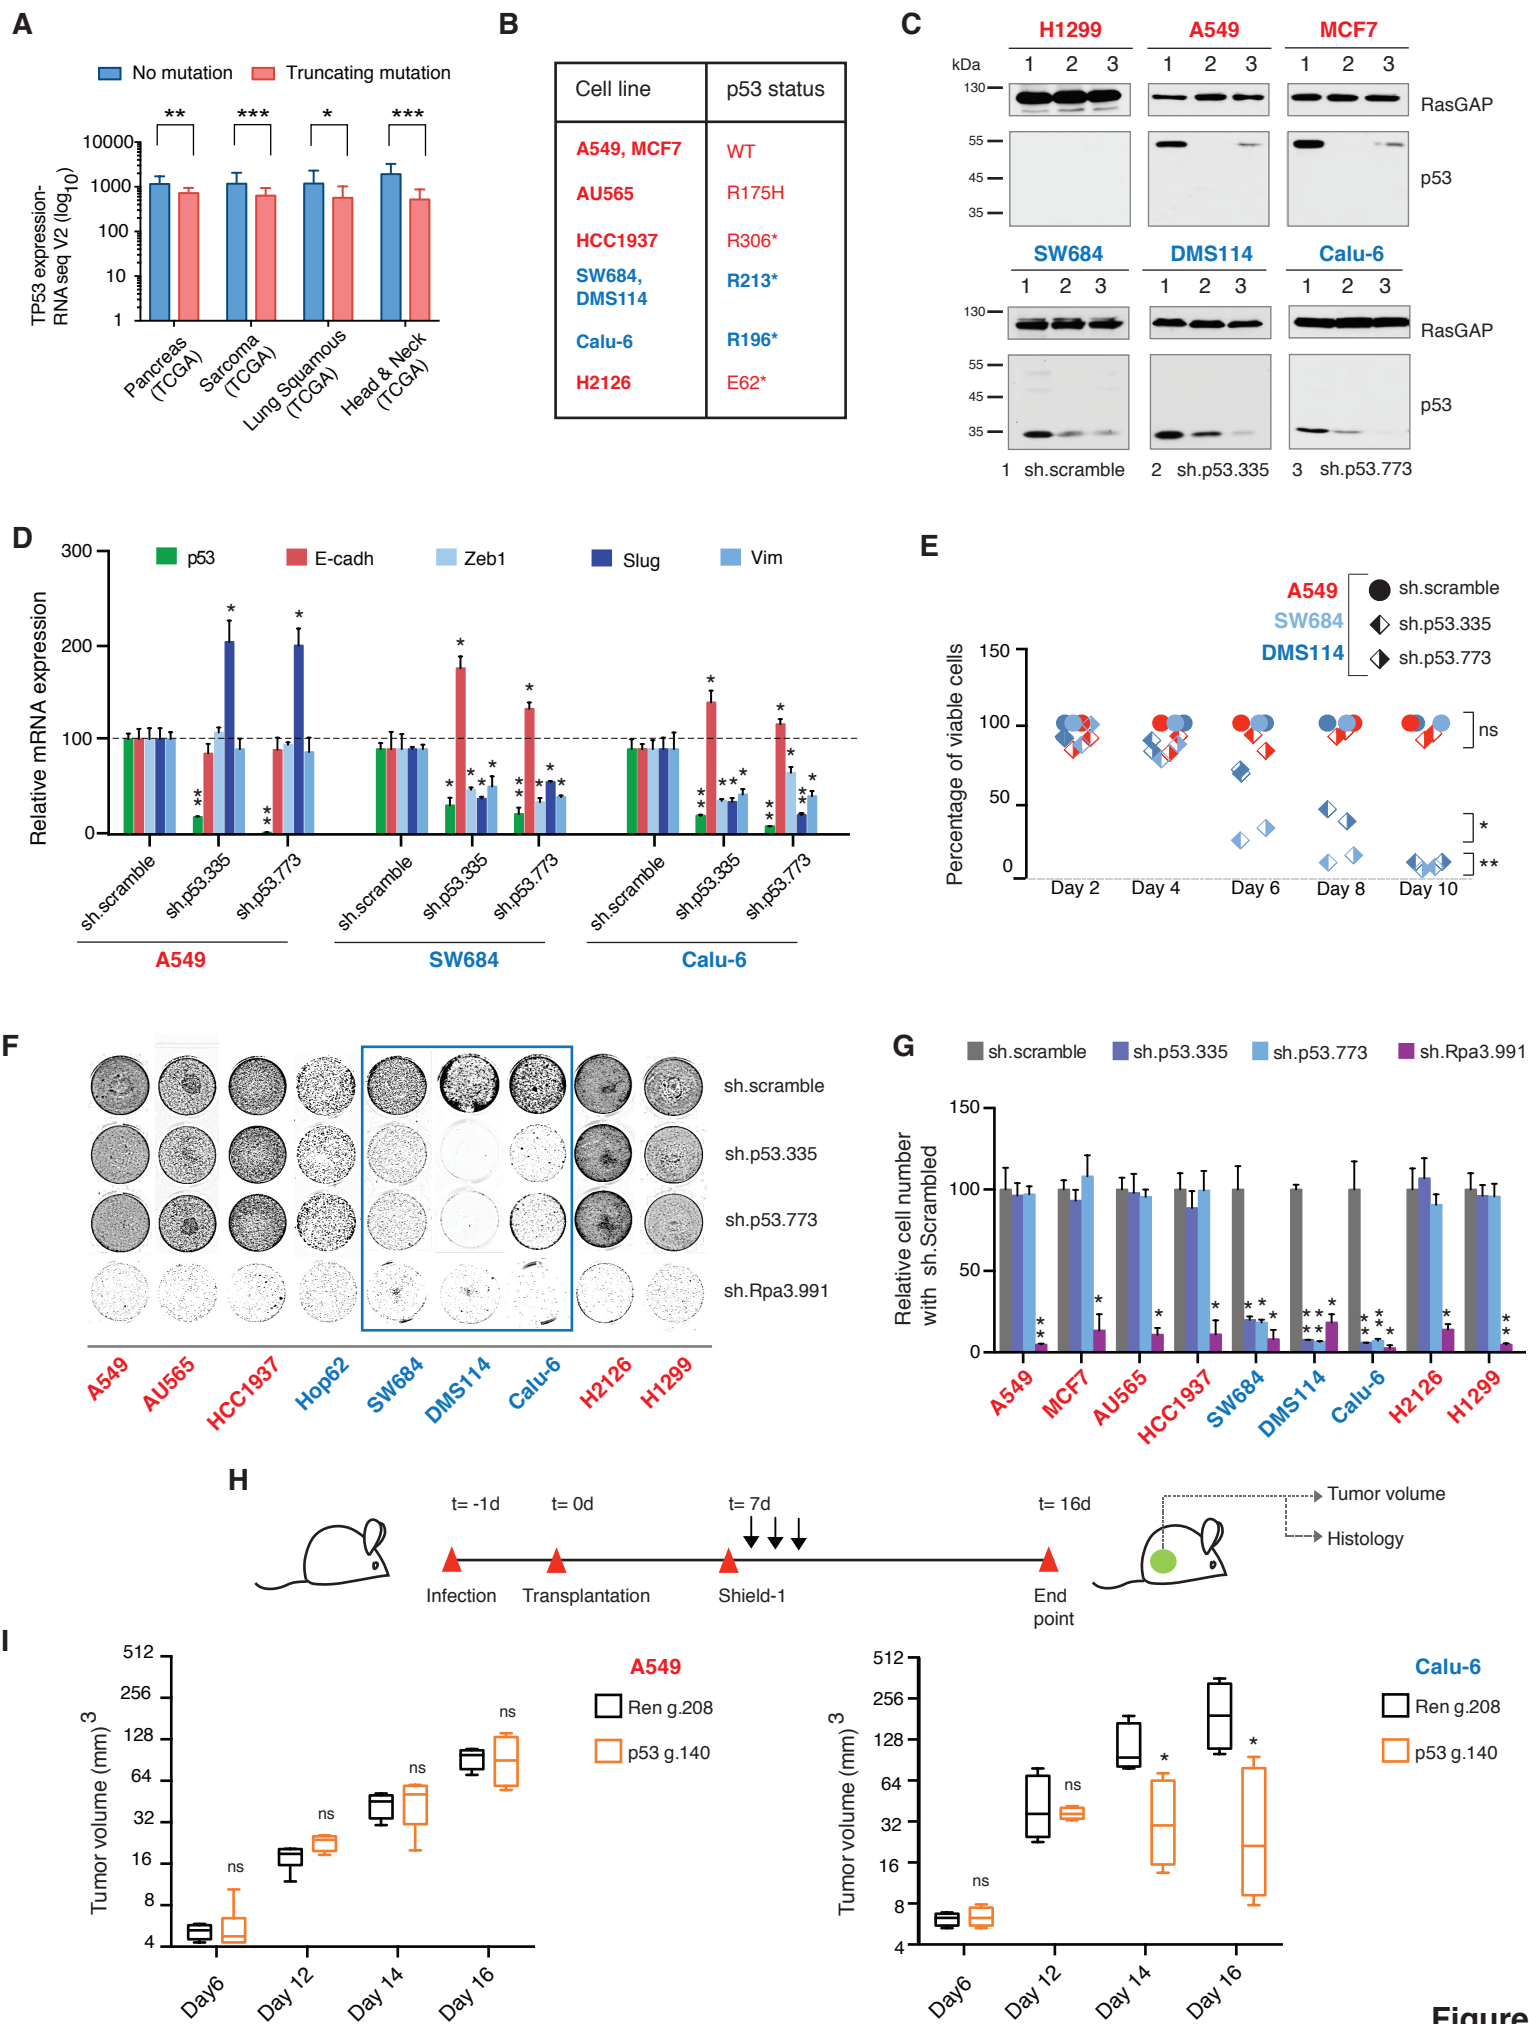 A
No mutation
Truncating mutation
** *** * ***
TP53 expression-
RNA seq V2 (log10)
10000
1000
100
10
1
Pancreas
(TCGA)
Sarcoma
(TCGA)
Lung Squamous
(TCGA)
Head & Neck
(TCGA)
B
Cell line p53 status
A549, MCF7 WT
AU565 R175H
HCC1937 R306*
SW684,
DMS114 R213*
Calu-6 R196*
H2126 E62*
C
H1299 A549 MCF7
kDa 1 2 3 1 2 3 1 2 3
130 RasGAP
55
45 p53
35
SW684 DMS114 Calu-6
1 2 3 1 2 3 1 2 3
130 RasGAP
55
45 p53
35
1 sh.scramble 2 sh.p53.335 3 sh.p53.773
D
p53 E-cadh Zeb1 Slug Vim
Relative mRNA expression
300
200
100
0
* * * * * * * * * * * * * * * * * * * * * * * * * * * * *
sh.scramble sh.p53.335 sh.p53.773 sh.scramble sh.p53.335 sh.p53.773 sh.scramble sh.p53.335 sh.p53.773
A549 SW684 Calu-6
E
A549 sh.scramble
SW684 sh.p53.335
DMS114 sh.p53.773
Percentage of viable cells
150
100
50
0
ns
*
**
Day 2 Day 4 Day 6 Day 8 Day 10
F
sh.scramble
sh.p53.335
sh.p53.773
sh.Rpa3.991
A549 AU565 HCC1937 Hop62 SW684 DMS114 Calu-6 H2126 H1299
G
sh.scramble sh.p53.335 sh.p53.773 sh.Rpa3.991
Relative cell number
with sh.Scrambled
150
100
50
0
** * * * * * * ** ** * ** ** * * **
A549 MCF7 AU565 HCC1937 SW684 DMS114 Calu-6 H2126 H1299
H
t= -1d t= 0d t= 7d t= 16d
Infection Transplantation Shield-1 End
point
Tumor volume
Histology
I
Tumor volume (mm)3
512
256
128
64
32
16
8
4
ns ns ns ns
Day6 Day 12 Day 14 Day 16
A549
Ren g.208
p53 g.140
Tumor volume (mm)3
512
256
128
64
32
16
8
4
ns ns * *
Day6 Day 12 Day 14 Day 16
Calu-6
Ren g.208
p53 g.140
Figure